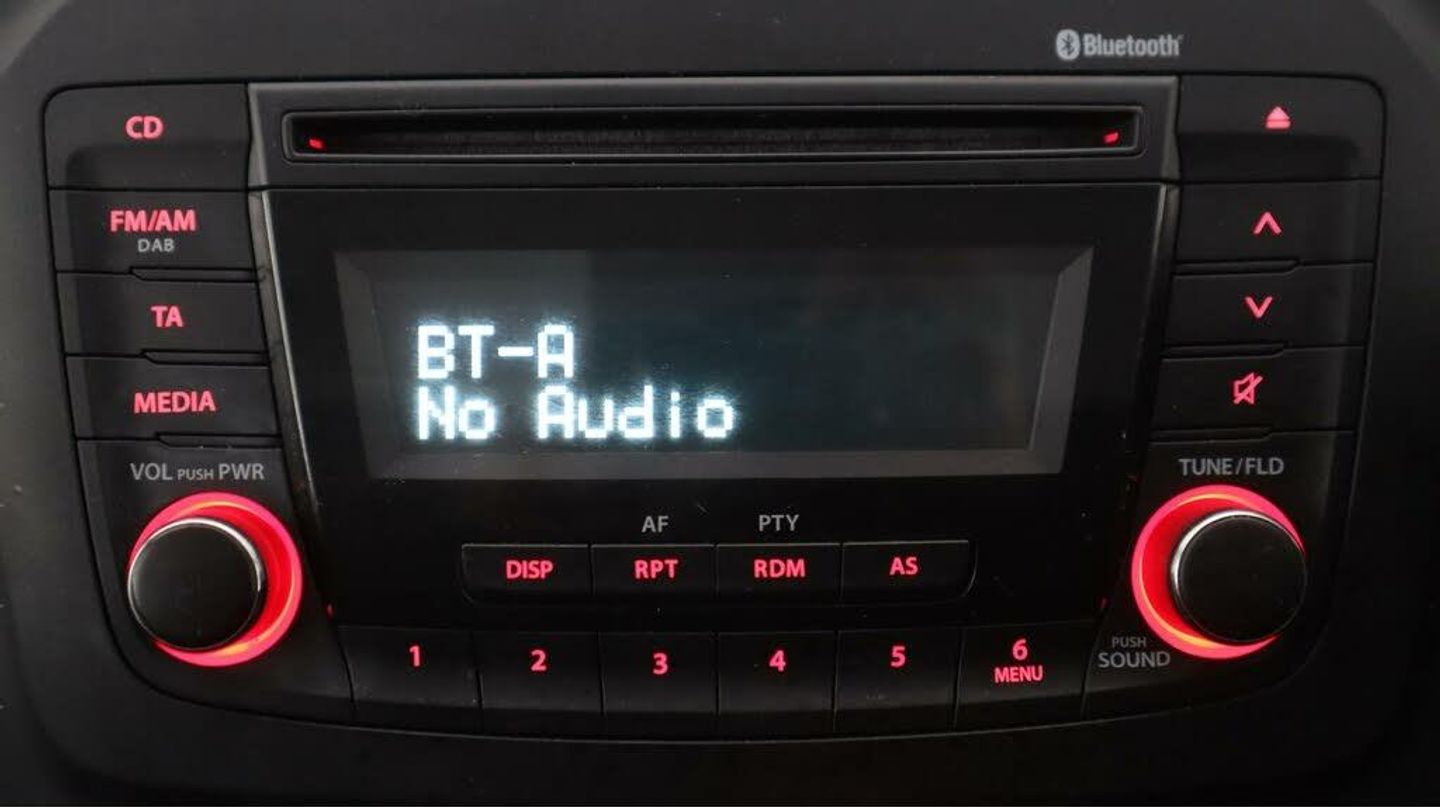 Bluetooth
CD
FM/AM
DAB
TA
MEDIA
BT-A
No Audio
VOL PUSH PWR
TUNE/FLD
AF
PTY
DISP
RPT
RDM
AS
1
2
3
4
5
6
MENU
PUSH
SOUND